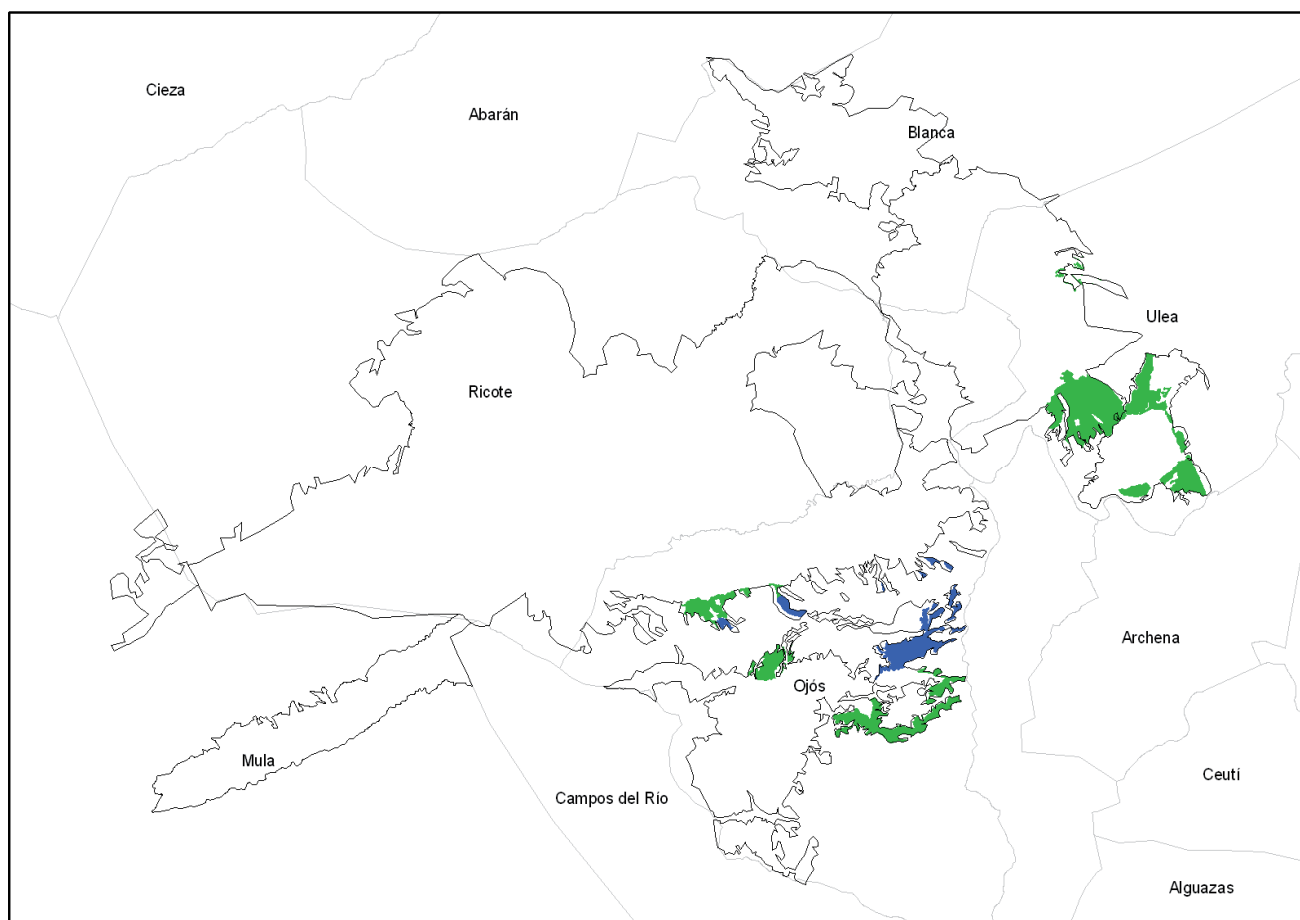 Cieza
Abarán
Blanca
Ulea
Ricote
Archena
Ojós
Mula
Ceutí
Campos del Río
Alguazas